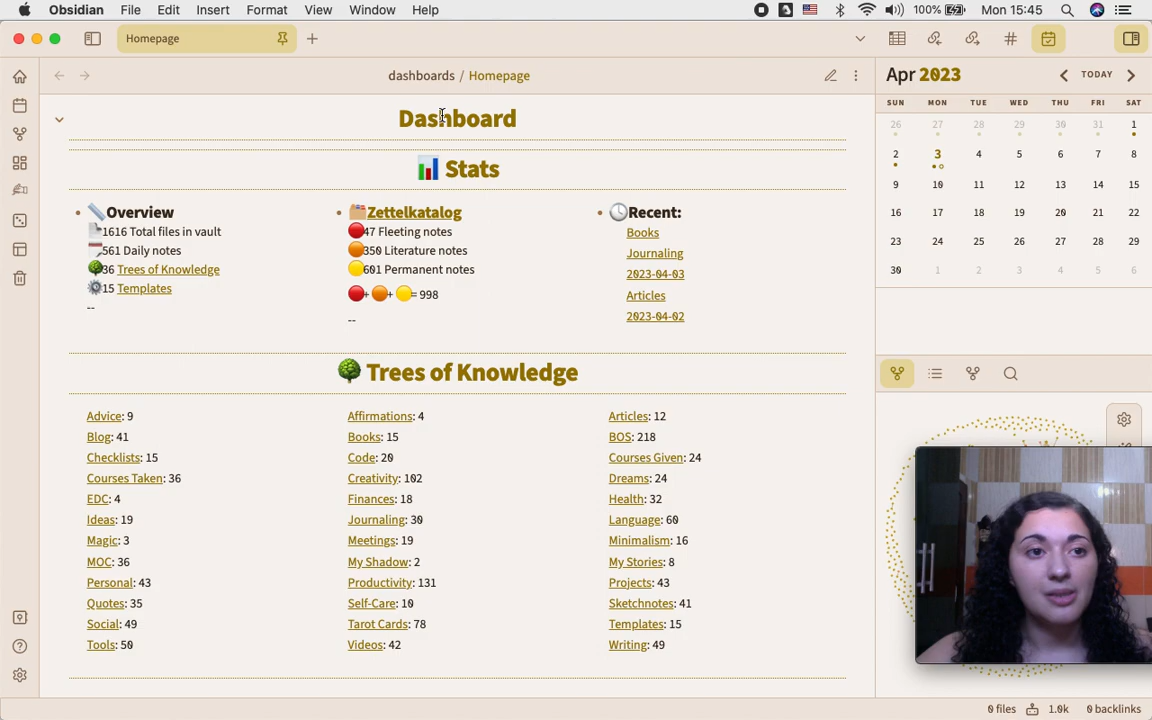 Obsidian File Edit Insert Format View Window Help 100% Mon 15:45
Homepage
dashboards / Homepage
Dashboard
Stats
Overview
1616 Total files in vault
561 Daily notes
36 Trees of Knowledge
15 Templates
--
Zettelkatalog
47 Fleeting notes
350 Literature notes
601 Permanent notes
+ + = 998
--
Recent:
Books
Journaling
2023-04-03
Articles
2023-04-02
Trees of Knowledge
Advice: 9
Blog: 41
Checklists: 15
Courses Taken: 36
EDC: 4
Ideas: 19
Magic: 3
MOC: 36
Personal: 43
Quotes: 35
Social: 49
Tools: 50
Affirmations: 4
Books: 15
Code: 20
Creativity: 102
Finances: 18
Journaling: 30
Meetings: 19
My Shadow: 2
Productivity: 131
Self-Care: 10
Tarot Cards: 78
Videos: 42
Articles: 12
BOS: 218
Courses Given: 24
Dreams: 24
Health: 32
Language: 60
Minimalism: 16
My Stories: 8
Projects: 43
Sketchnotes: 41
Templates: 15
Writing: 49
Apr 2023 TODAY
SUN MON TUE WED THU FRI SAT
26 27 28 29 30 31 1
2 3 4 5 6 7 8
9 10 11 12 13 14 15
16 17 18 19 20 21 22
23 24 25 26 27 28 29
30 1 2 3 4 5 6
0 files 1.0k 0 backlinks